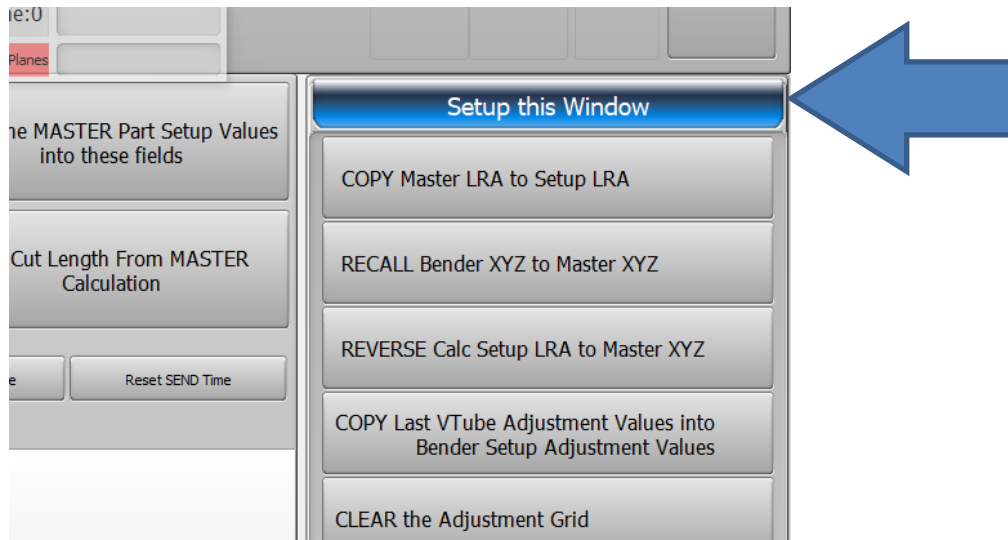 Planes
Setup this Window
MASTER Part Setup Values
into these fields
Cut Length From MASTER
Calculation
Reset SEND Time
COPY Master LRA to Setup LRA
RECALL Bender XYZ to Master XYZ
REVERSE Calc Setup LRA to Master XYZ
COPY Last VTube Adjustment Values into
Bender Setup Adjustment Values
CLEAR the Adjustment Grid